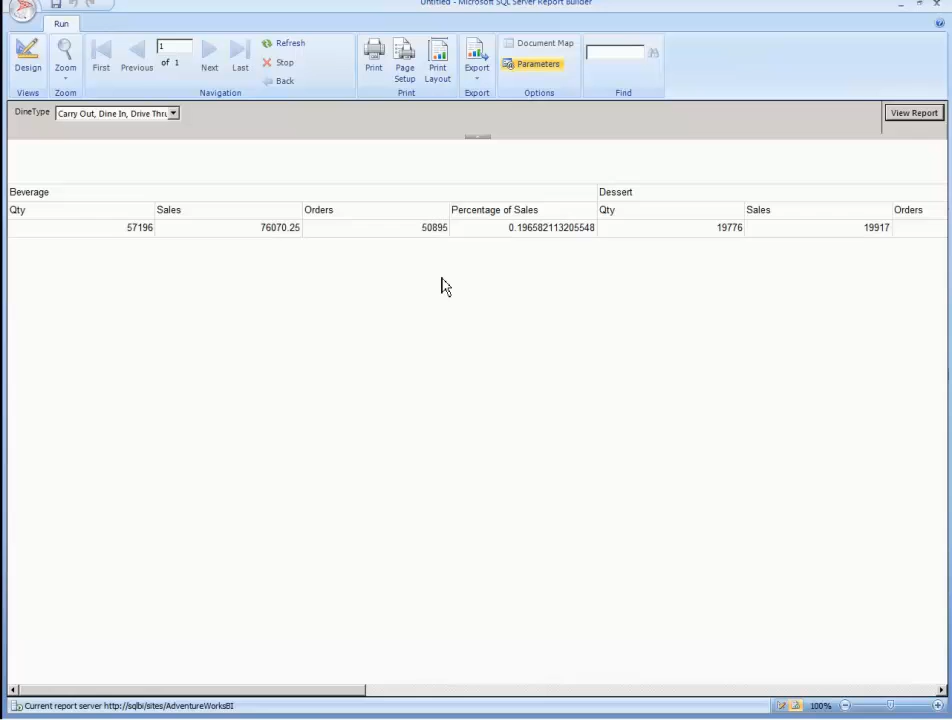 Untitled - Microsoft SQL Server Report Builder
Run
Design
Zoom
First
Previous
1
of 1
Next
Last
Refresh
Stop
Back
Print
Page Setup
Print Layout
Export
Document Map
Parameters
Views
Zoom
Navigation
Print
Export
Options
Find
DineType
Carry Out, Dine In, Drive Thru
View Report
Beverage Dessert
Qty Sales Orders Percentage of Sales Qty Sales Orders
57196 76070.25 50895 0.196582113205548 19776 19917
Current report server http://sqlbi/sites/AdventureWorksBI
100%